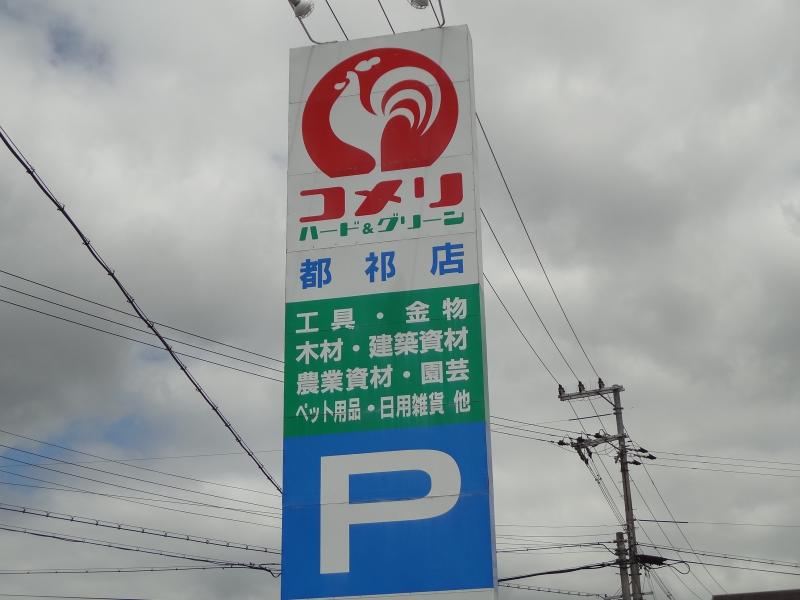 コメリ
ハード&グリーン
都祁店
工具・金物
木材・建築資材
農業資材・園芸
ペット用品・日用雑貨 他
P